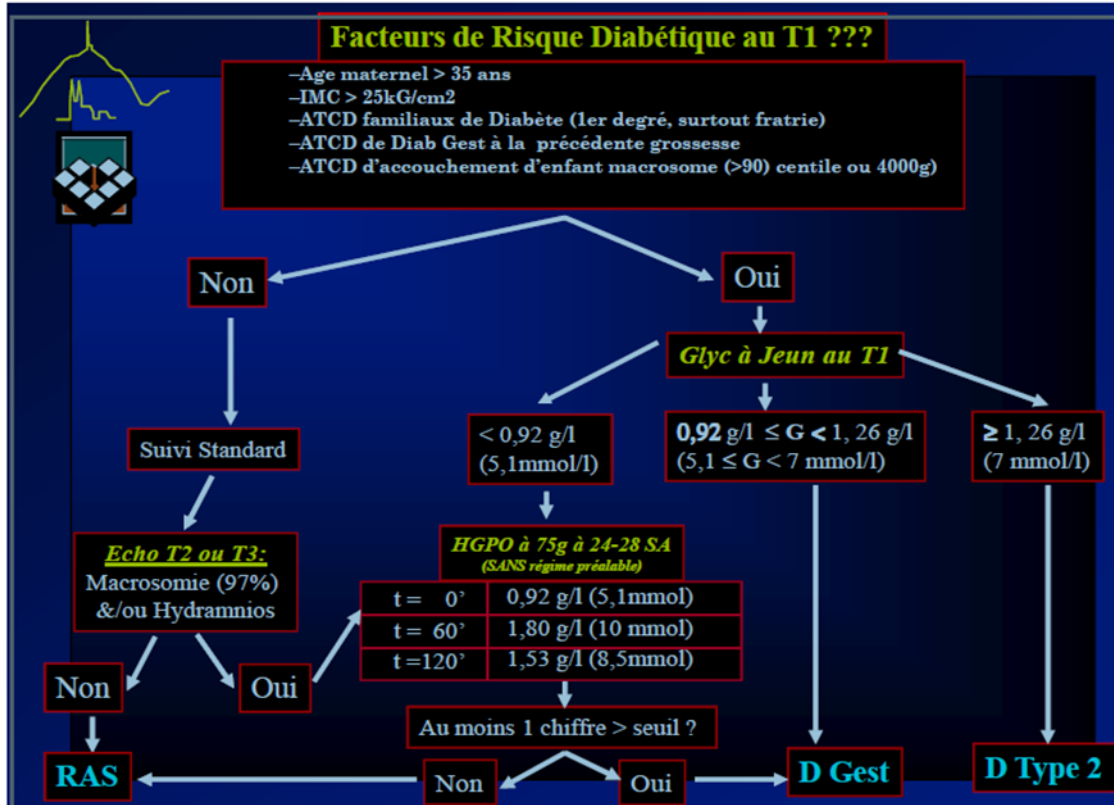 Facteurs de Risque Diabétique au T1 ???
–Age maternel > 35 ans
–IMC > 25kG/cm2
–ATCD familiaux de Diabète (1er degré, surtout fratrie)
–ATCD de Diab Gest à la précédente grossesse
–ATCD d'accouchement d'enfant macrosome (>90) centile ou 4000g)
Non
Oui
Glyc à Jeun au T1
Suivi Standard
< 0,92 g/l
(5,1mmol/l)
0,92 g/l ≤ G < 1, 26 g/l
(5,1 ≤ G < 7 mmol/l)
≥ 1, 26 g/l
(7 mmol/l)
Echo T2 ou T3:
Macrosomie (97%)
&/ou Hydramnios
HGPO à 75g à 24-28 SA
(SANS régime préalable)
t = 0' 0,92 g/l (5,1mmol)
t = 60' 1,80 g/l (10 mmol)
t =120' 1,53 g/l (8,5mmol)
Non
Oui
Au moins 1 chiffre > seuil ?
RAS
Non
Oui
D Gest
D Type 2